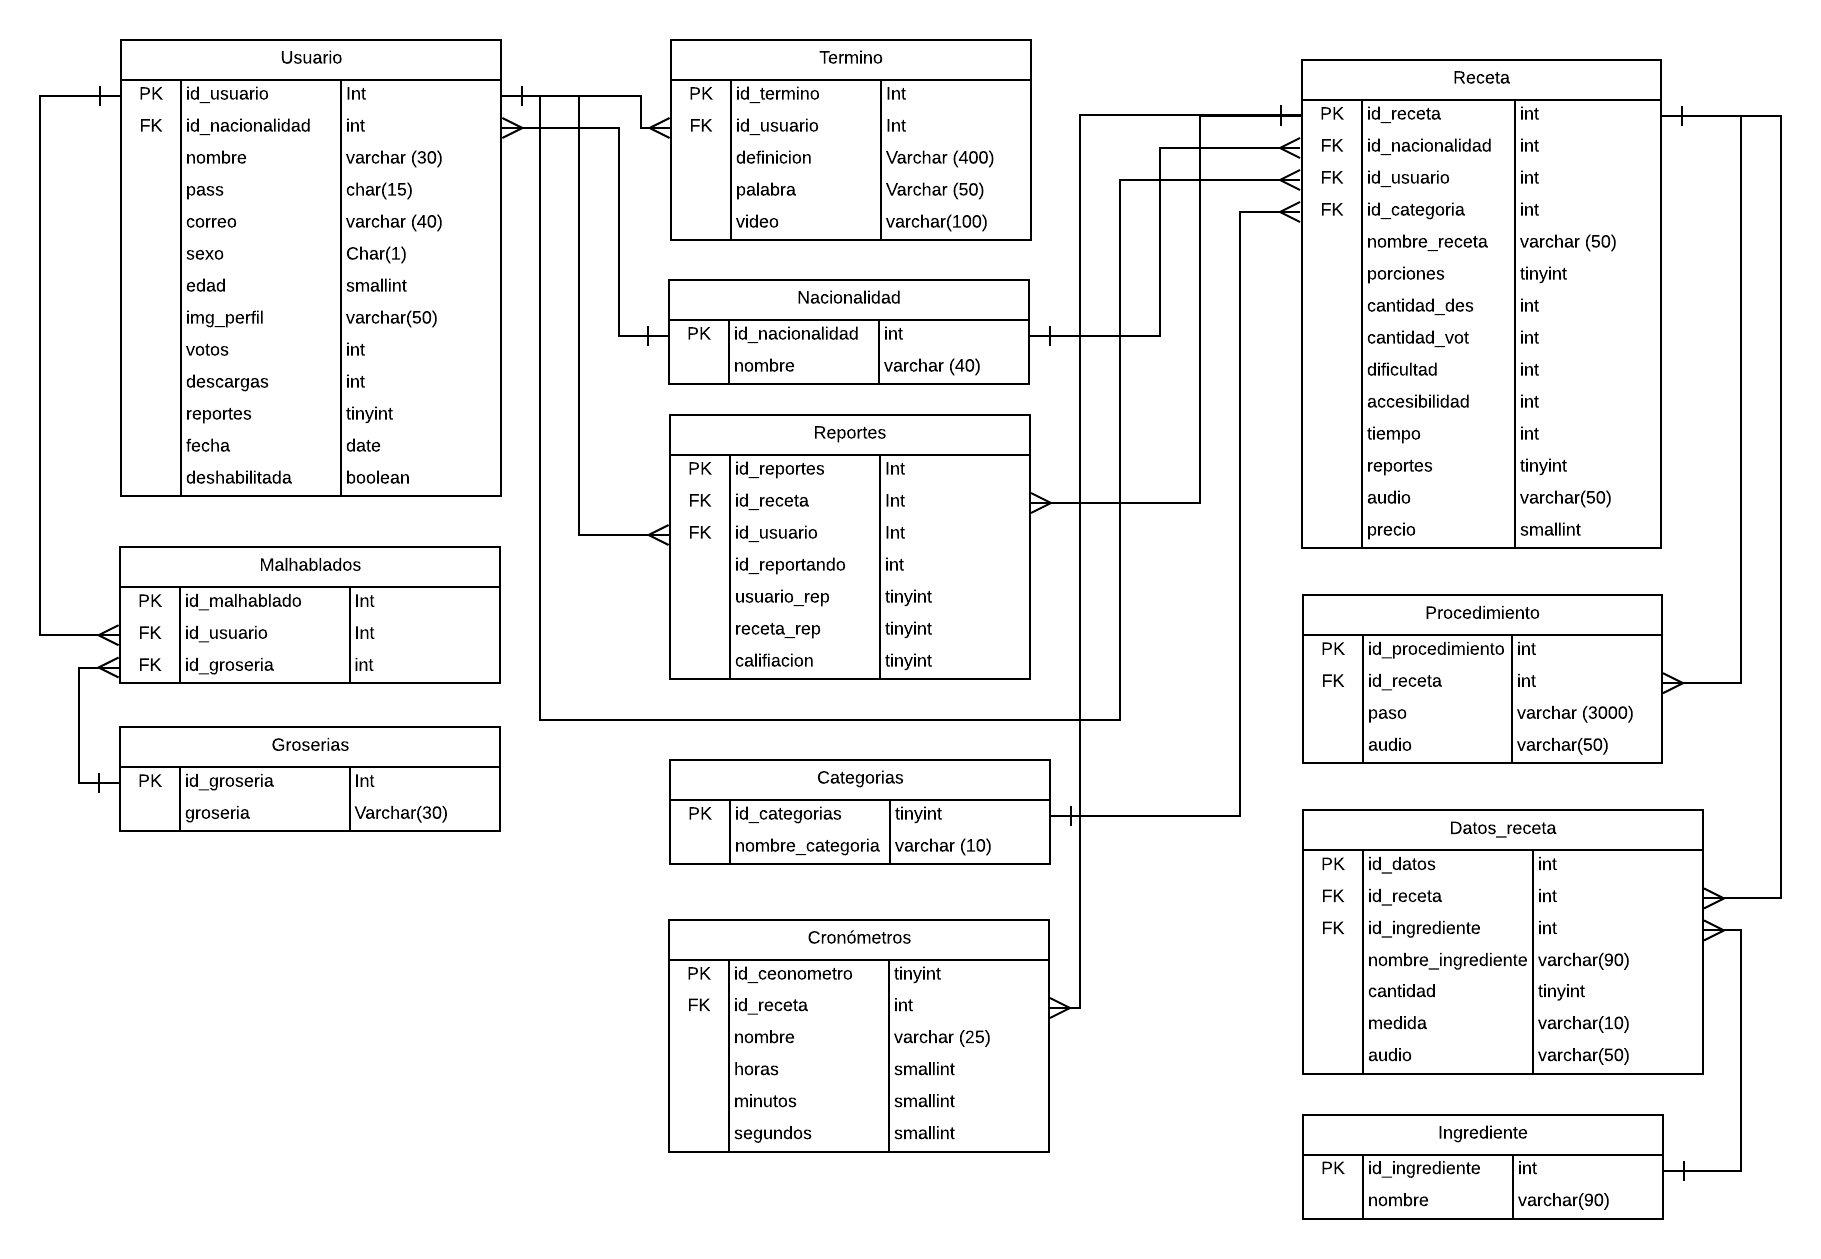 Usuario
PK id_usuario Int
FK id_nacionalidad int
nombre varchar (30)
pass char(15)
correo varchar (40)
sexo Char(1)
edad smallint
img_perfil varchar(50)
votos int
descargas int
reportes tinyint
fecha date
deshabilitada boolean
Malhablados
PK id_malhablado Int
FK id_usuario Int
FK id_groseria int
Groserias
PK id_groseria Int
groseria Varchar(30)
Termino
PK id_termino Int
FK id_usuario Int
definicion Varchar (400)
palabra Varchar (50)
video varchar(100)
Nacionalidad
PK id_nacionalidad int
nombre varchar (40)
Reportes
PK id_reportes Int
FK id_receta Int
FK id_usuario Int
id_reportando int
usuario_rep tinyint
receta_rep tinyint
califiacion tinyint
Categorias
PK id_categorias tinyint
nombre_categoria varchar (10)
Cronómetros
PK id_ceonometro tinyint
FK id_receta int
nombre varchar (25)
horas smallint
minutos smallint
segundos smallint
Receta
PK id_receta int
FK id_nacionalidad int
FK id_usuario int
FK id_categoria int
nombre_receta varchar (50)
porciones tinyint
cantidad_des int
cantidad_vot int
dificultad int
accesibilidad int
tiempo int
reportes tinyint
audio varchar(50)
precio smallint
Procedimiento
PK id_procedimiento int
FK id_receta int
paso varchar (3000)
audio varchar(50)
Datos_receta
PK id_datos int
FK id_receta int
FK id_ingrediente int
nombre_ingrediente varchar(90)
cantidad tinyint
medida varchar(10)
audio varchar(50)
Ingrediente
PK id_ingrediente int
nombre varchar(90)